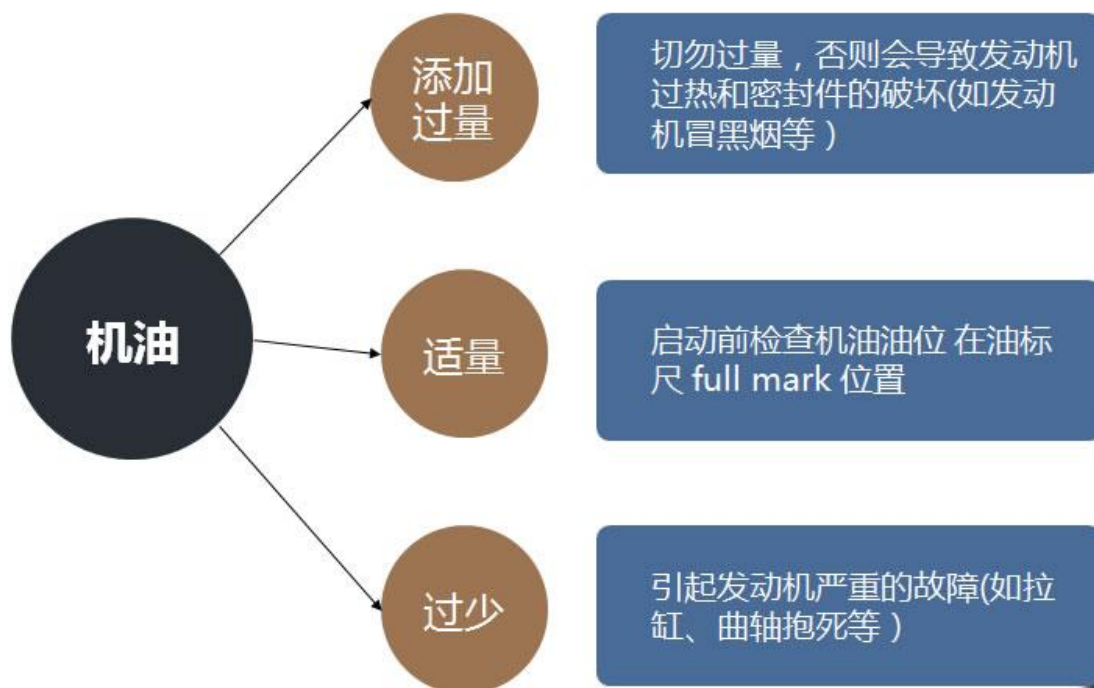 添加
过量
切勿过量，否则会导致发动机
过热和密封件的破坏(如发动
机冒黑烟等）
机油
适量
启动前检查机油油位 在油标
尺 full mark 位置
过少
引起发动机严重的故障(如拉
缸、曲轴抱死等）